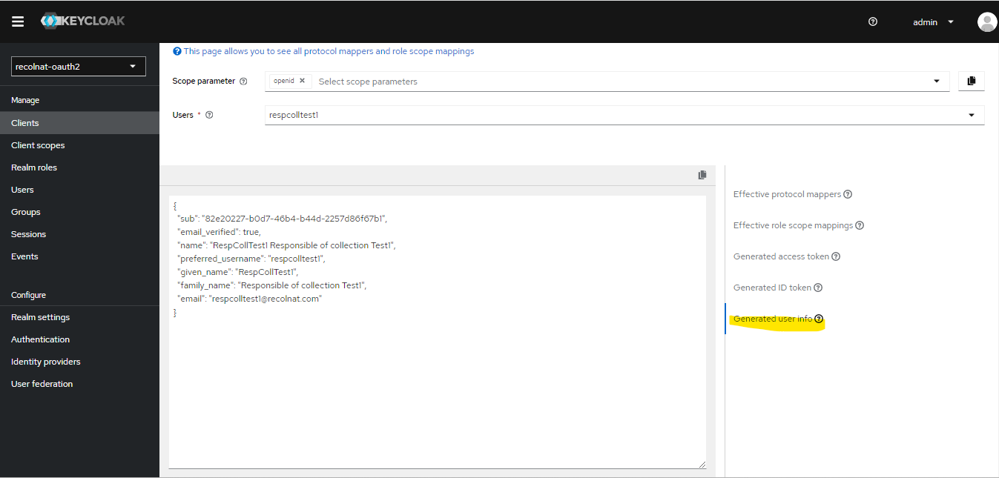 KEYCLOAK
admin
recolnat-oauth2
Manage
Clients
Client scopes
Realm roles
Users
Groups
Sessions
Events
Configure
Realm settings
Authentication
Identity providers
User federation
This page allows you to see all protocol mappers and role scope mappings
Scope parameter
openid
Select scope parameters
Users *
respcolltest1
{
"sub": "82e20227-b0d7-46b4-b44d-2257d86f67b1",
"email_verified": true,
"name": "RespCollTest1 Responsible of collection Test1",
"preferred_username": "respcolltest1",
"given_name": "RespCollTest1",
"family_name": "Responsible of collection Test1",
"email": "respcolltest1@recolnat.com"
}
Effective protocol mappers
Effective role scope mappings
Generated access token
Generated ID token
Generated user info